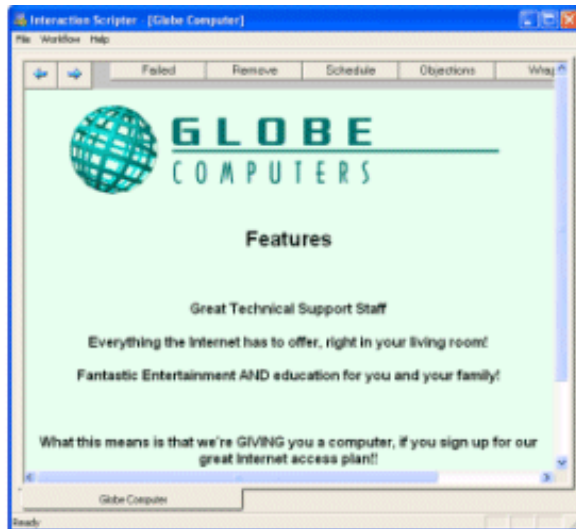 Interaction Scripter - [Globe Computer]
File Workflow Help
Failed Remove Schedule Objections Wrap
GLOBE
COMPUTERS
Features
Great Technical Support Staff
Everything the Internet has to offer, right in your living room!
Fantastic Entertainment AND education for you and your family!
What this means is that we're GIVING you a computer, if you sign up for our
great Internet access plan!!
Globe Computer
Ready